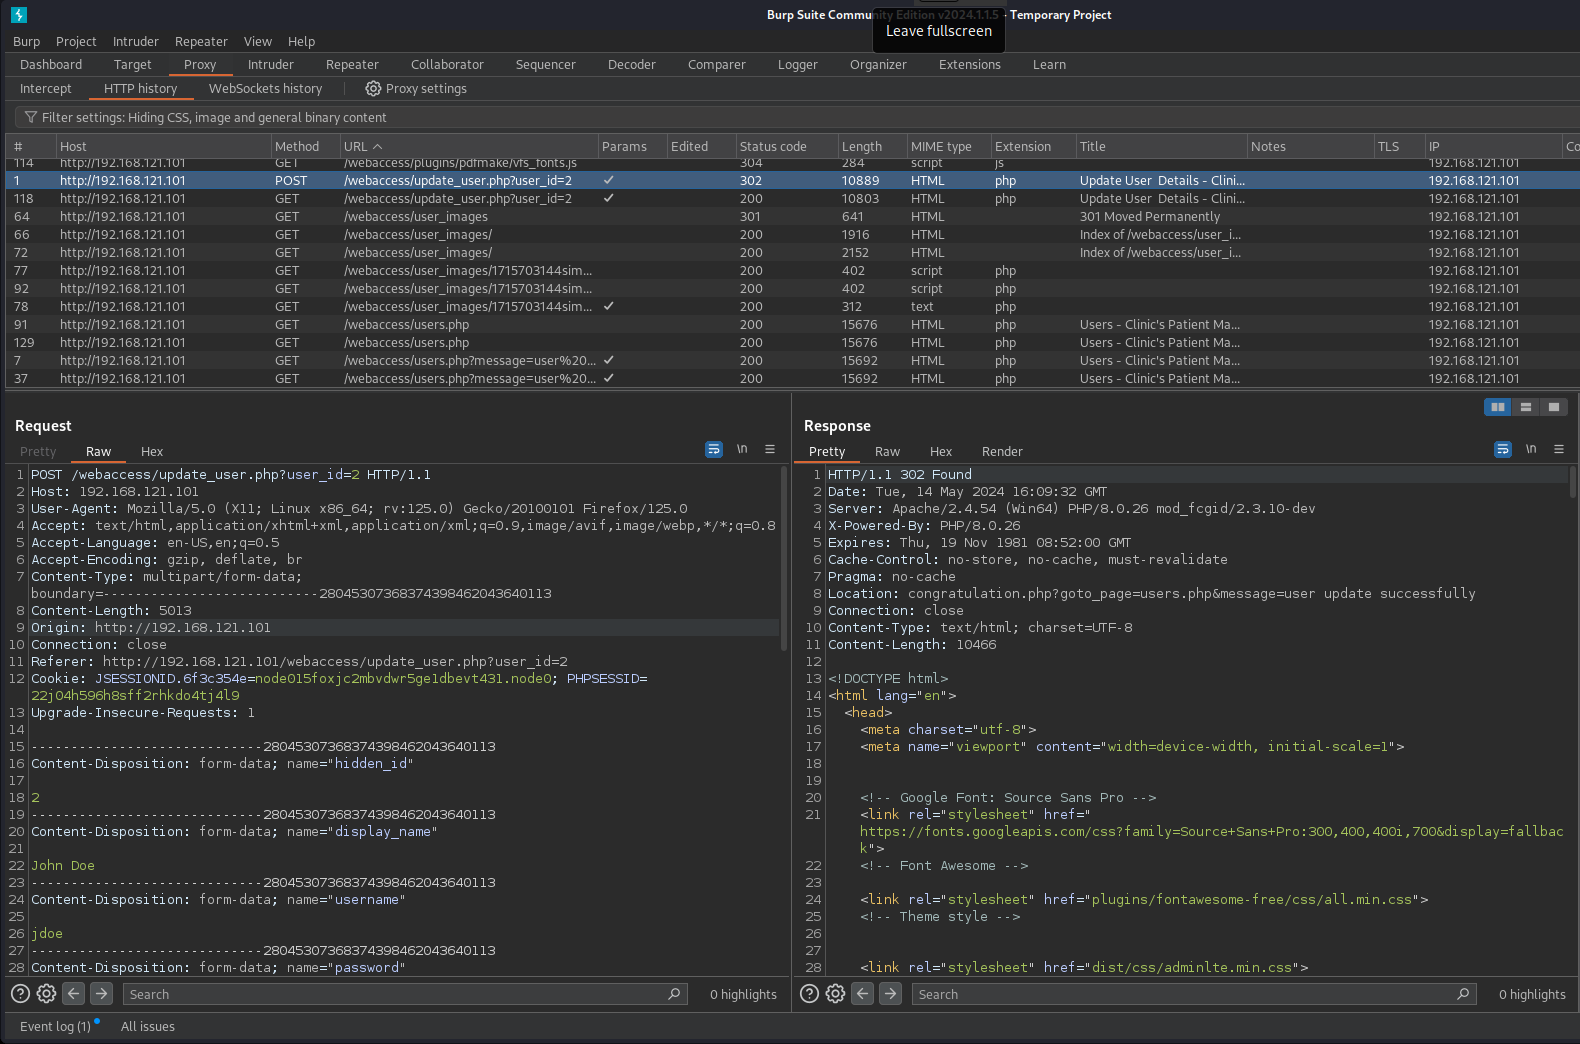 Burp Suite Community Edition v2024.1.1.5 - Temporary Project
Leave fullscreen
Burp Project Intruder Repeater View Help
Dashboard Target Proxy Intruder Repeater Collaborator Sequencer Decoder Comparer Logger Organizer Extensions Learn
Intercept HTTP history WebSockets history Proxy settings
Filter settings: Hiding CSS, image and general binary content
# Host Method URL Params Edited Status code Length MIME type Extension Title Notes TLS IP Co
114 http://192.168.121.101 GET /webaccess/plugins/pdfmake/vfs_fonts.js 304 284 script js 192.168.121.101
1 http://192.168.121.101 POST /webaccess/update_user.php?user_id=2 ✓ 302 10889 HTML php Update User Details - Clini... 192.168.121.101
118 http://192.168.121.101 GET /webaccess/update_user.php?user_id=2 ✓ 200 10803 HTML php Update User Details - Clini... 192.168.121.101
64 http://192.168.121.101 GET /webaccess/user_images 301 641 HTML 301 Moved Permanently 192.168.121.101
66 http://192.168.121.101 GET /webaccess/user_images/ 200 1916 HTML Index of /webaccess/user_i... 192.168.121.101
72 http://192.168.121.101 GET /webaccess/user_images/ 200 2152 HTML Index of /webaccess/user_i... 192.168.121.101
77 http://192.168.121.101 GET /webaccess/user_images/1715703144sim... 200 402 script php 192.168.121.101
92 http://192.168.121.101 GET /webaccess/user_images/1715703144sim... 200 402 script php 192.168.121.101
78 http://192.168.121.101 GET /webaccess/user_images/1715703144sim... ✓ 200 312 text php 192.168.121.101
91 http://192.168.121.101 GET /webaccess/users.php 200 15676 HTML php Users - Clinic's Patient Ma... 192.168.121.101
129 http://192.168.121.101 GET /webaccess/users.php 200 15676 HTML php Users - Clinic's Patient Ma... 192.168.121.101
7 http://192.168.121.101 GET /webaccess/users.php?message=user%20... ✓ 200 15692 HTML php Users - Clinic's Patient Ma... 192.168.121.101
37 http://192.168.121.101 GET /webaccess/users.php?message=user%20... ✓ 200 15692 HTML php Users - Clinic's Patient Ma... 192.168.121.101
Request
Pretty Raw Hex \n
1 POST /webaccess/update_user.php?user_id=2 HTTP/1.1
2 Host: 192.168.121.101
3 User-Agent: Mozilla/5.0 (X11; Linux x86_64; rv:125.0) Gecko/20100101 Firefox/125.0
4 Accept: text/html,application/xhtml+xml,application/xml;q=0.9,image/avif,image/webp,*/*;q=0.8
5 Accept-Language: en-US,en;q=0.5
6 Accept-Encoding: gzip, deflate, br
7 Content-Type: multipart/form-data;
boundary=---------------------------280453073683743984620436​40113
8 Content-Length: 5013
9 Origin: http://192.168.121.101
10 Connection: close
11 Referer: http://192.168.121.101/webaccess/update_user.php?user_id=2
12 Cookie: JSESSIONID.6f3c354e=node015foxjc2mbvdwr5ge1dbevt431.node0; PHPSESSID=
22j04h596h8sff2rhkdo4tj4l9
13 Upgrade-Insecure-Requests: 1
14
15 -----------------------------28045307368374398462043640113
16 Content-Disposition: form-data; name="hidden_id"
17
18 2
19 -----------------------------28045307368374398462043640113
20 Content-Disposition: form-data; name="display_name"
21
22 John Doe
23 -----------------------------28045307368374398462043640113
24 Content-Disposition: form-data; name="username"
25
26 jdoe
27 -----------------------------28045307368374398462043640113
28 Content-Disposition: form-data; name="password"
Search 0 highlights
Response
Pretty Raw Hex Render \n
1 HTTP/1.1 302 Found
2 Date: Tue, 14 May 2024 16:09:32 GMT
3 Server: Apache/2.4.54 (Win64) PHP/8.0.26 mod_fcgid/2.3.10-dev
4 X-Powered-By: PHP/8.0.26
5 Expires: Thu, 19 Nov 1981 08:52:00 GMT
6 Cache-Control: no-store, no-cache, must-revalidate
7 Pragma: no-cache
8 Location: congratulation.php?goto_page=users.php&message=user update successfully
9 Connection: close
10 Content-Type: text/html; charset=UTF-8
11 Content-Length: 10466
12
13 <!DOCTYPE html>
14 <html lang="en">
15 <head>
16 <meta charset="utf-8">
17 <meta name="viewport" content="width=device-width, initial-scale=1">
18
19
20 <!-- Google Font: Source Sans Pro -->
21 <link rel="stylesheet" href="
https://fonts.googleapis.com/css?family=Source+Sans+Pro:300,400,400i,700&display=fallbac
k">
22 <!-- Font Awesome -->
23
24 <link rel="stylesheet" href="plugins/fontawesome-free/css/all.min.css">
25 <!-- Theme style -->
26
27
28 <link rel="stylesheet" href="dist/css/adminlte.min.css">
Search 0 highlights
Event log (1) All issues